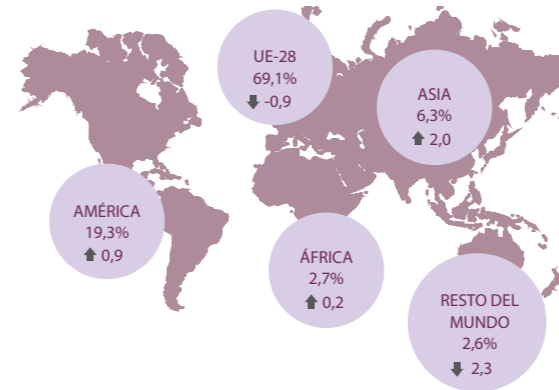 UE-28
69,1%
-0,9
ASIA
6,3%
2,0
AMÉRICA
19,3%
0,9
ÁFRICA
2,7%
0,2
RESTO DEL
MUNDO
2,6%
2,3